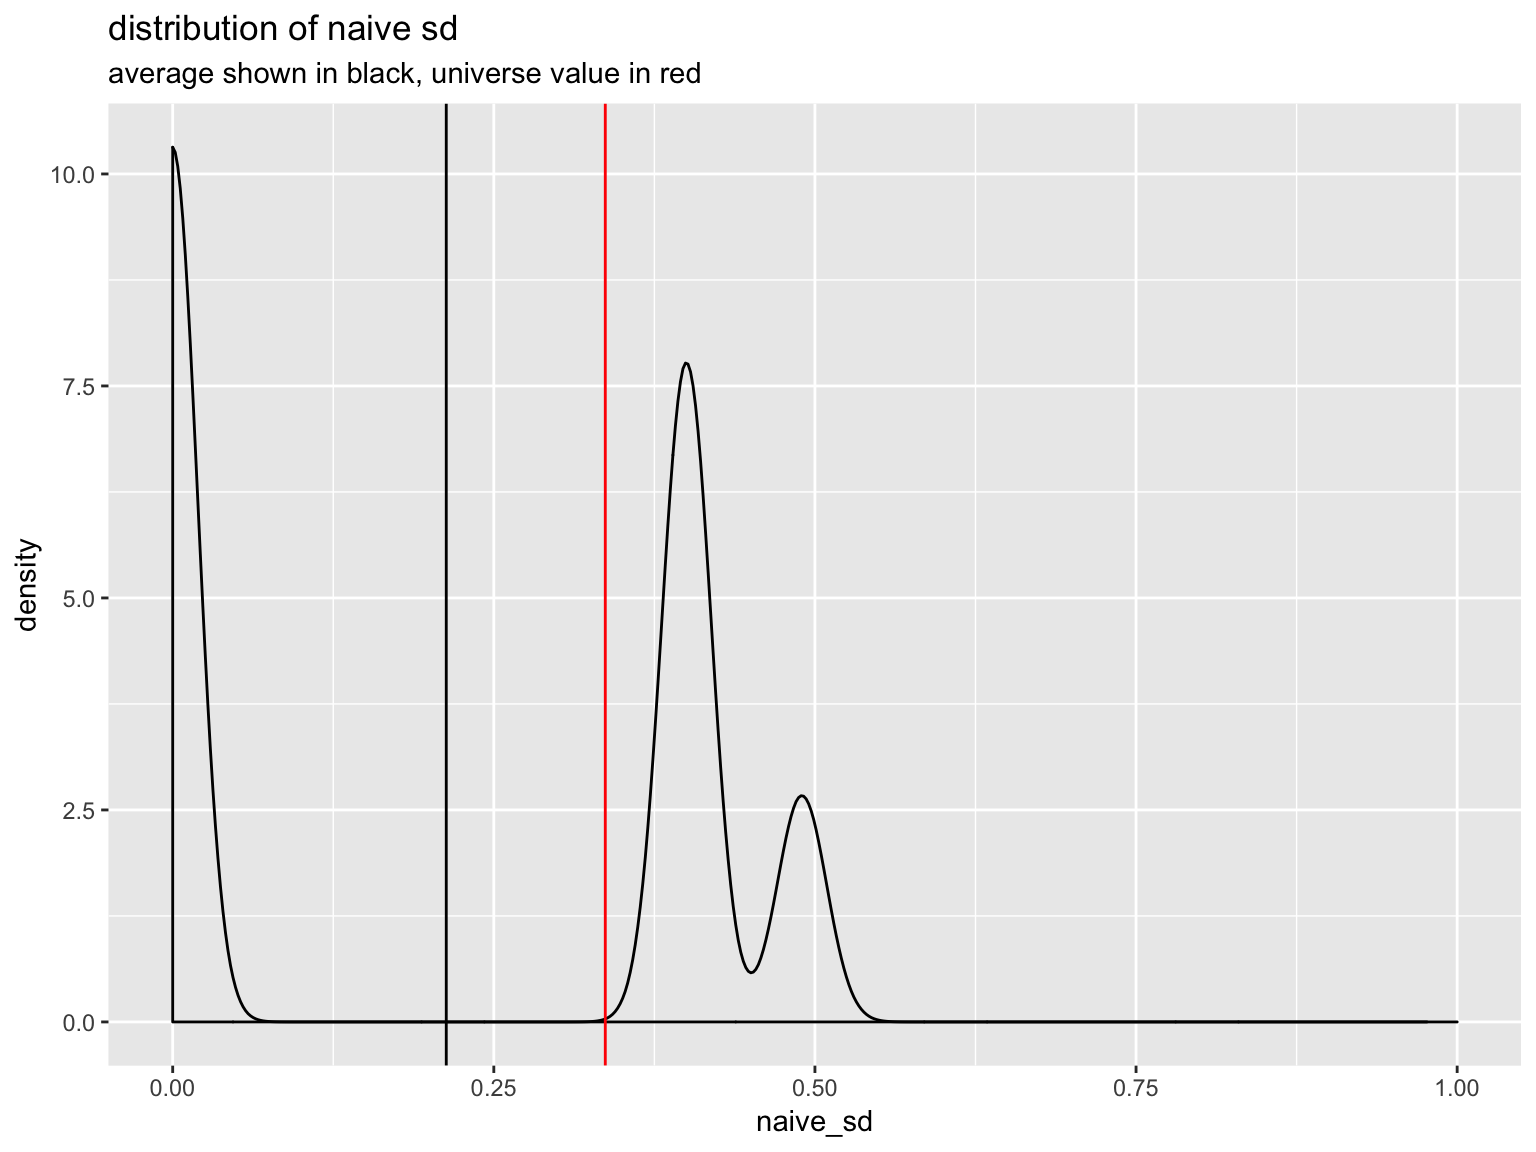 distribution of naive sd
average shown in black, universe value in red
10.0
7.5
5.0
2.5
0.0
density
0.00
0.25
0.50
0.75
1.00
naive_sd